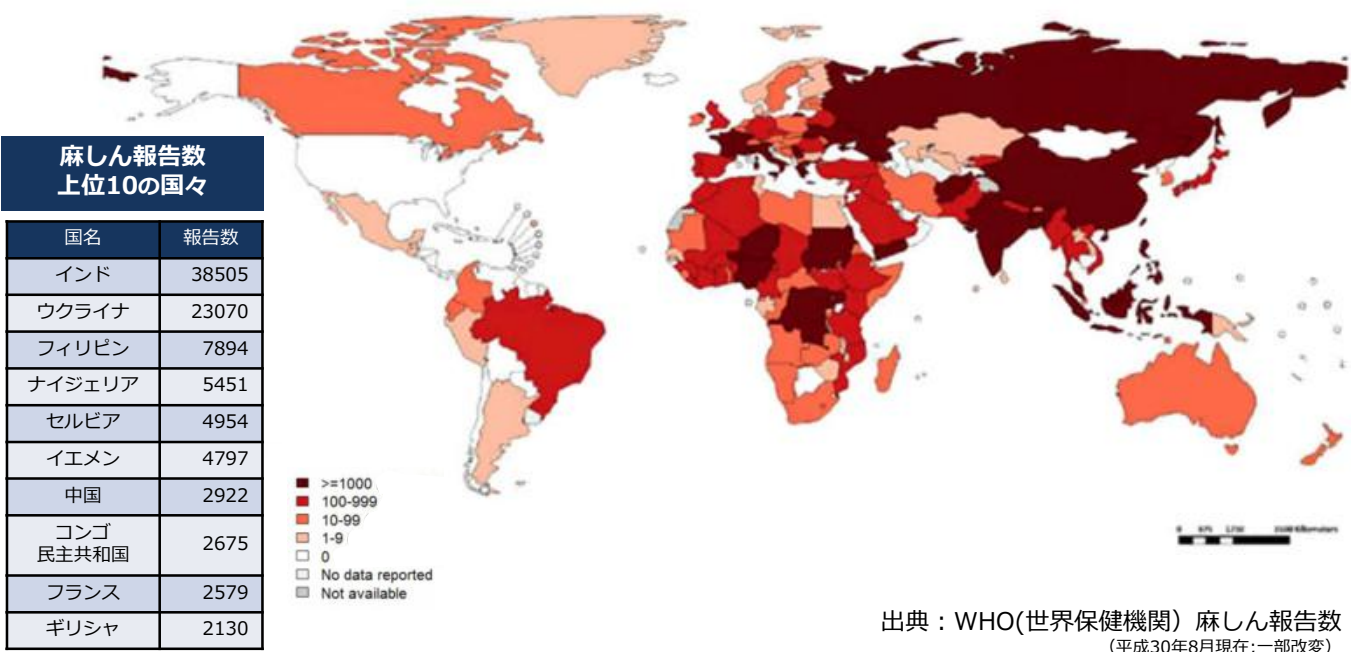 麻しん報告数
上位10の国々
国名 報告数
インド 38505
ウクライナ 23070
フィリピン 7894
ナイジェリア 5451
セルビア 4954
イエメン 4797
中国 2922
コンゴ
民主共和国 2675
フランス 2579
ギリシャ 2130
>=1000
100-999
10-99
1-9
0
No data reported
Not available
出典：WHO(世界保健機関）麻しん報告数
（平成30年8月現在:一部改変）